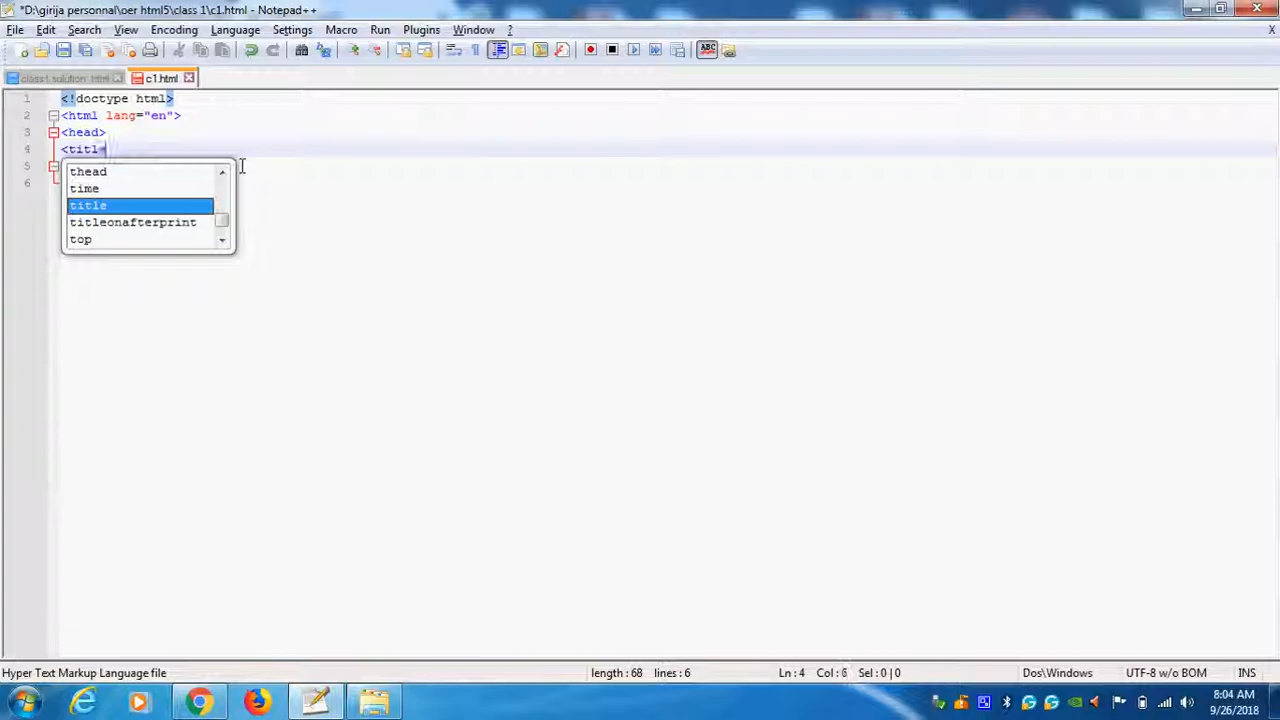 *D:\girija personnal\oer html5\class 1\c1.html - Notepad++
File Edit Search View Encoding Language Settings Macro Run Plugins Window ? X
class1 solution html c1.html
1 <!doctype html>
2 <html lang="en">
3 <head>
4 <titl
5
6
thead
time
title
titleonafterprint
top
Hyper Text Markup Language file length:68 lines:6 Ln:4 Col:6 Sel:0|0 Dos\Windows UTF-8 w/o BOM INS
8:04 AM
9/26/2018